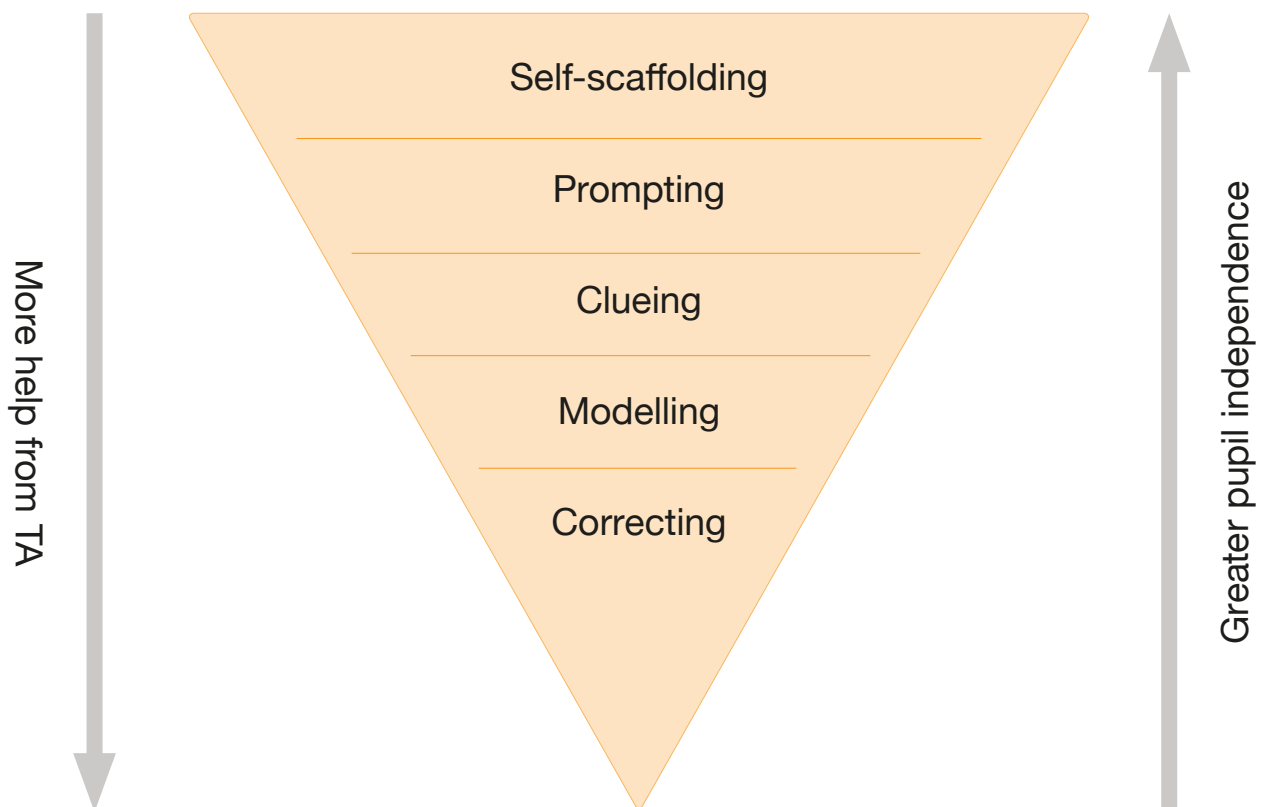 Self-scaffolding
Prompting
Clueing
Modelling
Correcting
More help from TA
Greater pupil independence